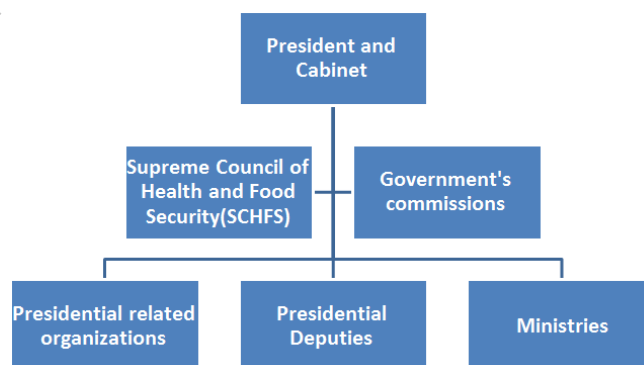 President and
Cabinet
Supreme Council of
Health and Food
Security(SCHFS)
Government's
commissions
Presidential related
organizations
Presidential
Deputies
Ministries